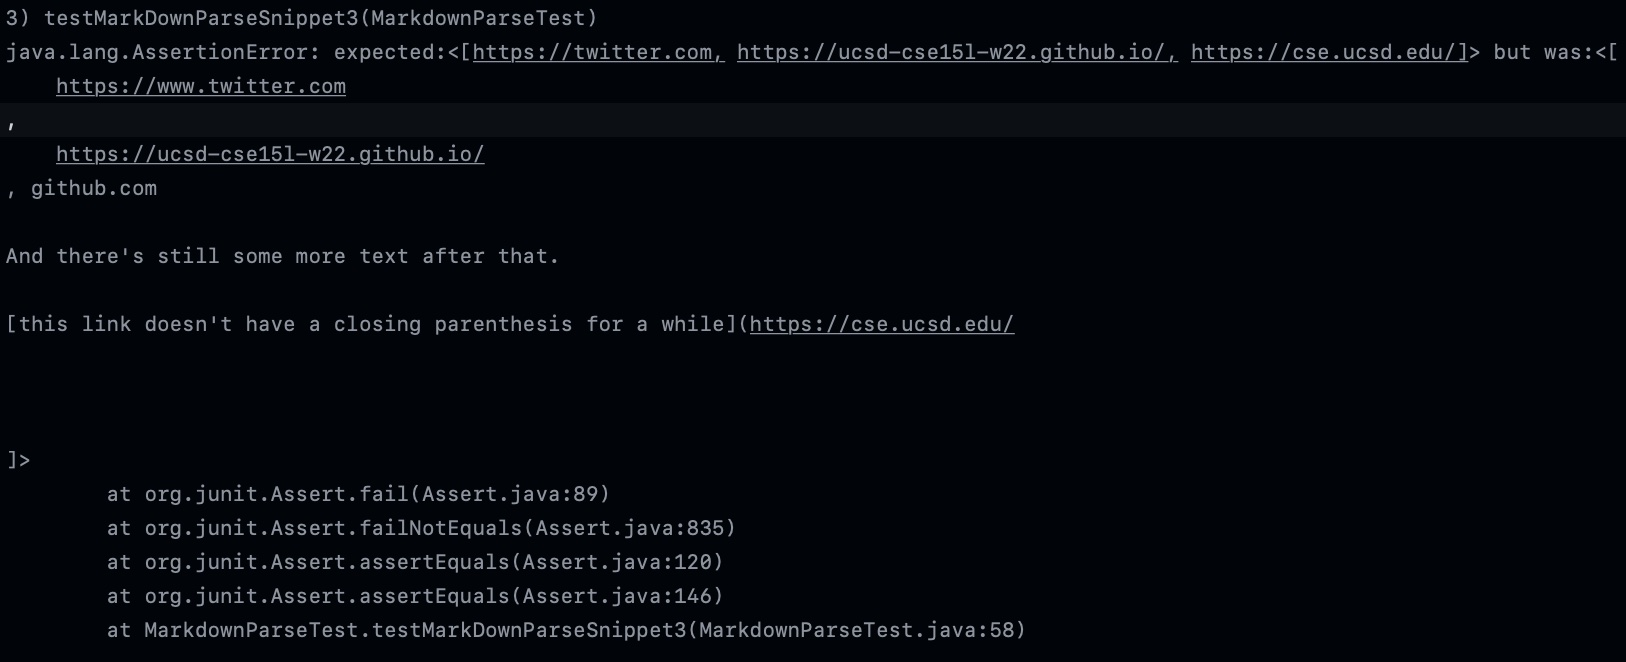 3) testMarkDownParseSnippet3(MarkdownParseTest)
java.lang.AssertionError: expected:<[https://twitter.com, https://ucsd-cse15l-w22.github.io/, https://cse.ucsd.edu/]> but was:<[
    https://www.twitter.com
,
    https://ucsd-cse15l-w22.github.io/
, github.com
And there's still some more text after that.
[this link doesn't have a closing parenthesis for a while](https://cse.ucsd.edu/
]>
        at org.junit.Assert.fail(Assert.java:89)
        at org.junit.Assert.failNotEquals(Assert.java:835)
        at org.junit.Assert.assertEquals(Assert.java:120)
        at org.junit.Assert.assertEquals(Assert.java:146)
        at MarkdownParseTest.testMarkDownParseSnippet3(MarkdownParseTest.java:58)